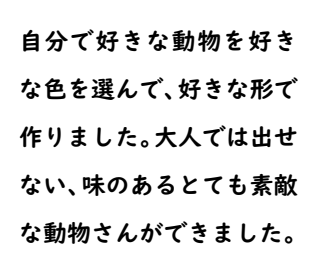 自分で好きな動物を好き
な色を選んで、好きな形で
作りました。大人では出せ
ない、味のあるとても素敵
な動物さんができました。